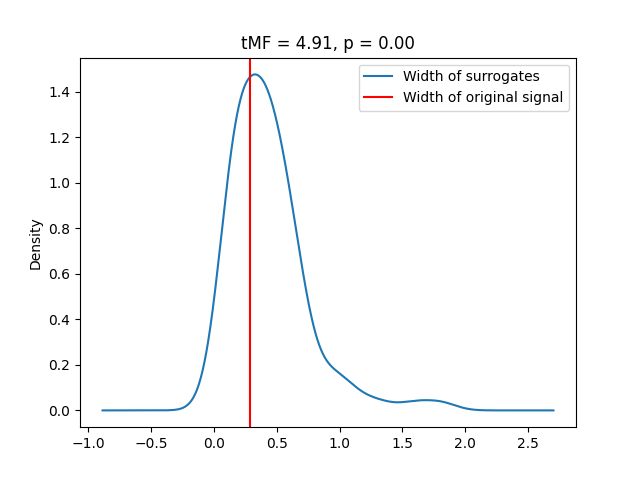 tMF = 4.91, p = 0.00
Width of surrogates
Width of original signal
Density
1.4
1.2
1.0
0.8
0.6
0.4
0.2
0.0
−1.0 −0.5 0.0 0.5 1.0 1.5 2.0 2.5